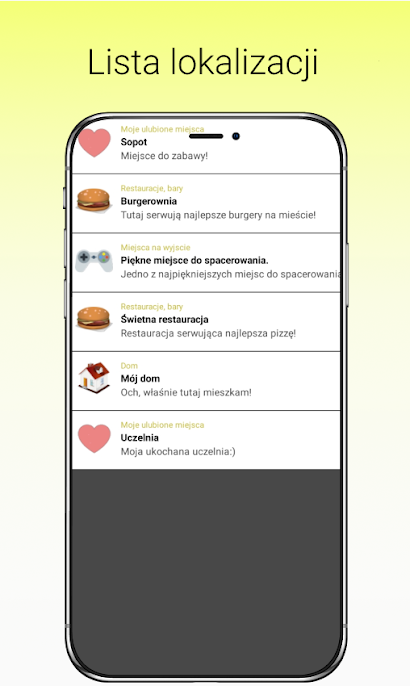 Lista lokalizacji
Moje ulubione miejsca
Sopot
Miejsce do zabawy!
Restauracje, bary
Burgerownia
Tutaj serwują najlepsze burgery na mieście!
Miejsca na wyjscie
Piękne miejsce do spacerowania.
Jedno z najpiękniejszych miejsc do spacerowania
Restauracje, bary
Świetna restauracja
Restauracja serwująca najlepsza pizzę!
Dom
Mój dom
Och, właśnie tutaj mieszkam!
Moje ulubione miejsca
Uczelnia
Moja ukochana uczelnia:)